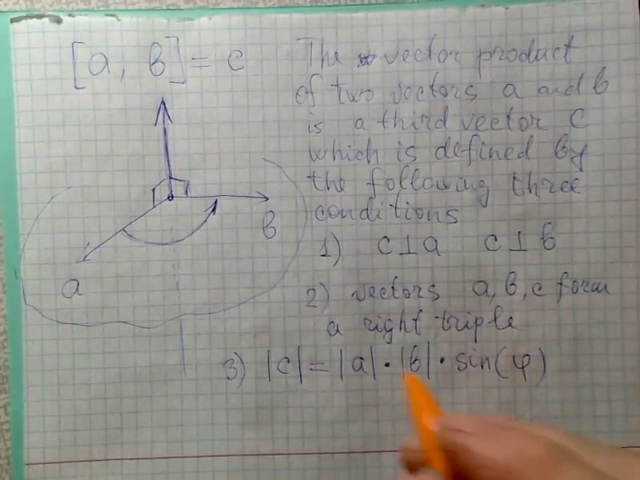 [a, b] = c
The vector product
of two vectors a and b
is a third vector c
which is defined by
the following three
conditions
1) c⊥a c⊥b
2) vectors a, b, c form
a right triple
3) |c| = |a| · |b| · sin(φ)
b
a